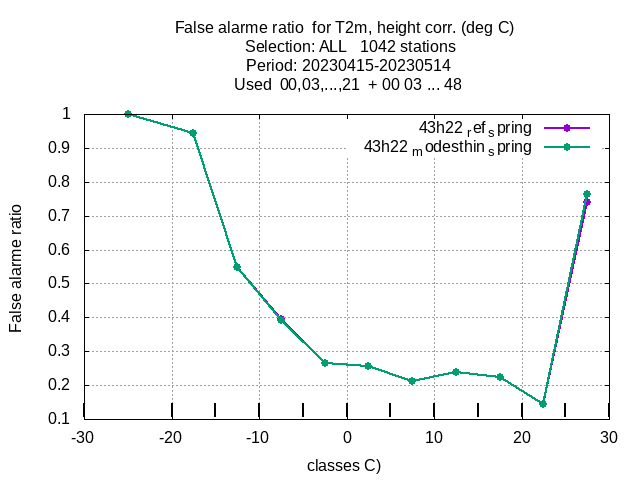 False alarme ratio  for T2m, height corr. (deg C)
Selection: ALL   1042 stations
Period: 20230415-20230514
Used  00,03,...,21  + 00 03 ... 48
43h22 ref spring
43h22 modesthin spring
1
0.9
0.8
0.7
0.6
0.5
0.4
0.3
0.2
0.1
False alarme ratio
-30 -20 -10 0 10 20 30
classes C)